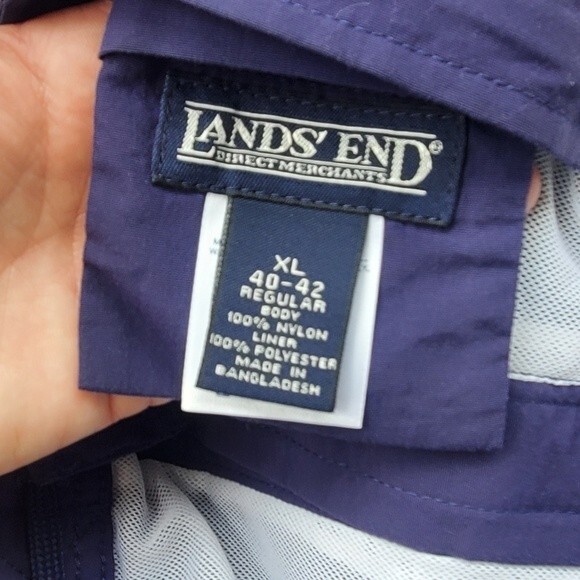 LANDS' END®
DIRECT MERCHANTS
XL
40-42
REGULAR
BODY
100% NYLON
LINER
100% POLYESTER
MADE IN
BANGLADESH